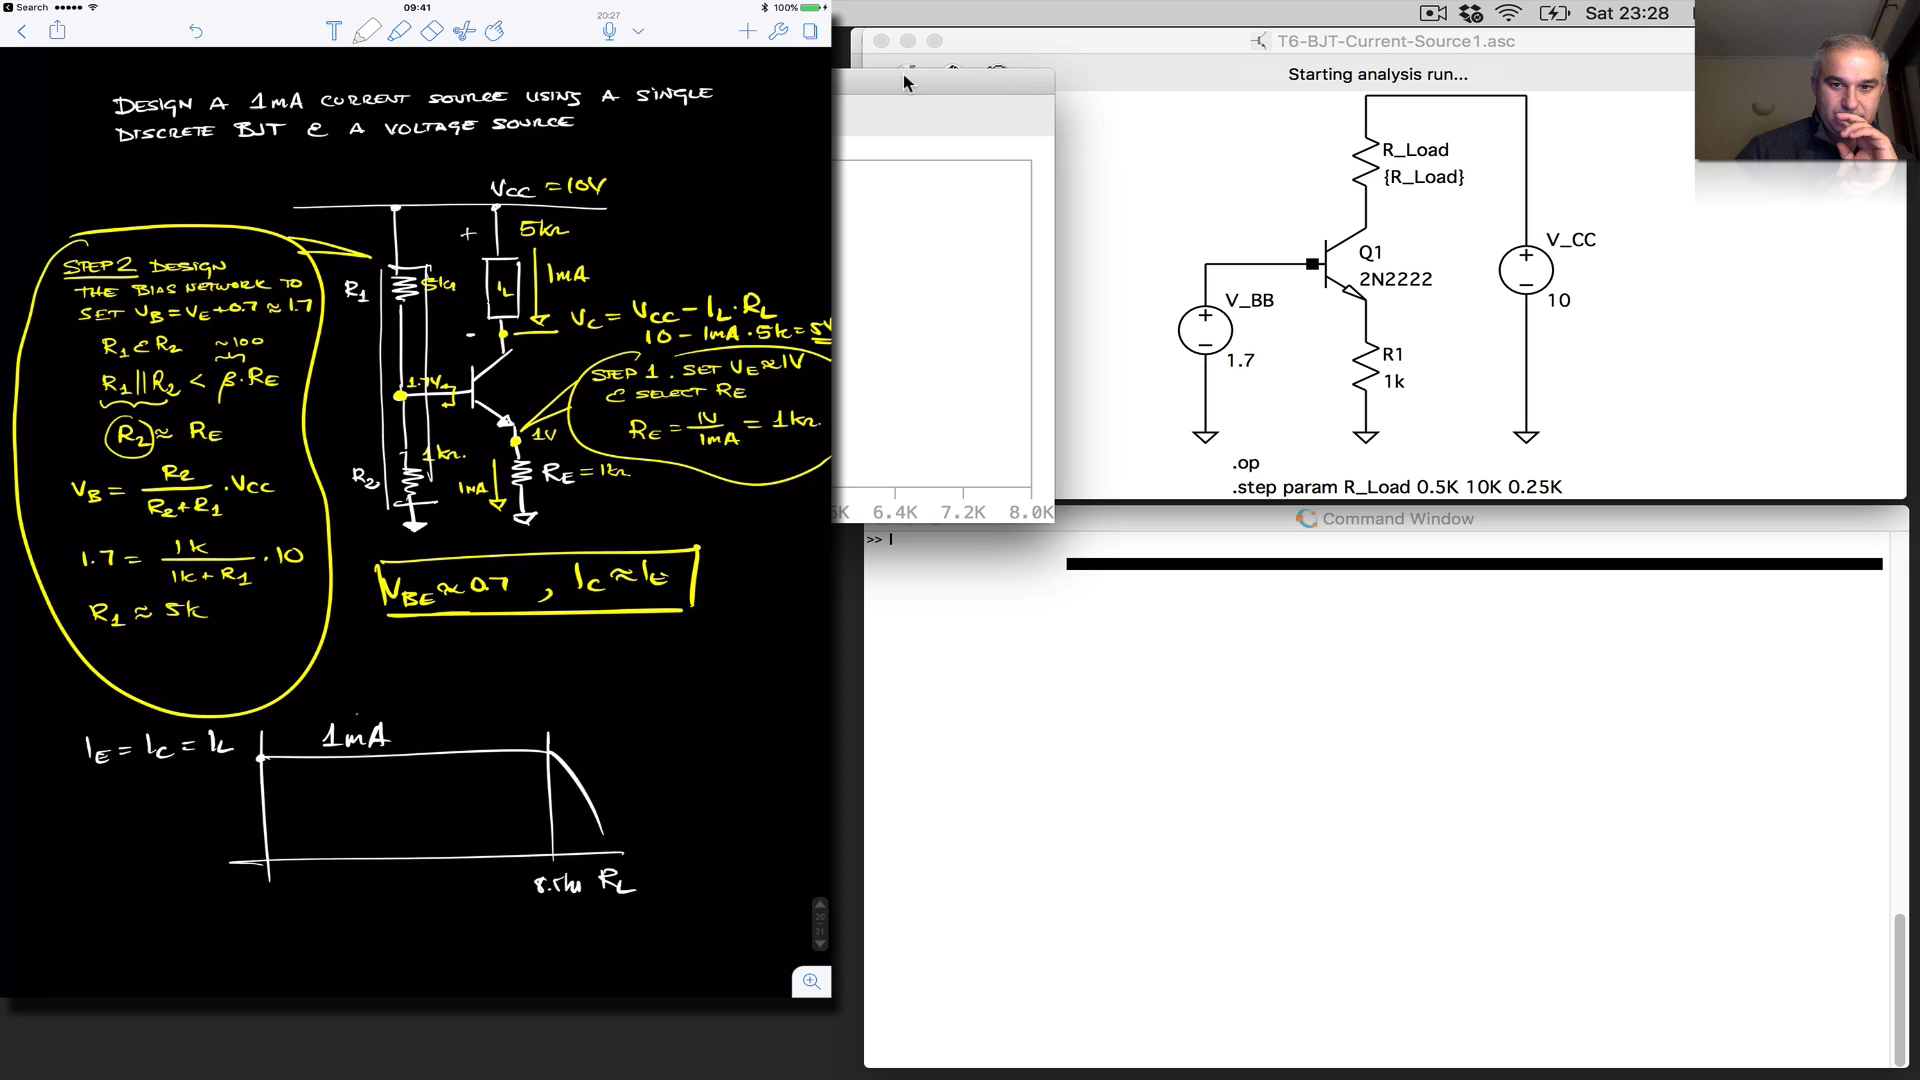 Search
09:41
100%
20:27
DESIGN A 1mA CURRENT SOURCE USING A SINGLE
DISCRETE BJT & A VOLTAGE SOURCE
VCC = 10V
+
5kΩ
1mA
IL
-
VC = VCC - IL·RL
10 - 1mA·5k = 5V
STEP 2 DESIGN
THE BIAS NETWORK TO
SET VB = VE + 0.7 ≈ 1.7
R1 & R2 ~100
R1 || R2 < β·RE
R2 ≈ RE
VB = R2 / R2+R1 · VCC
1.7 = 1k / 1k+R1 · 10
R1 ≈ 5k
R1
5kΩ
1.7V
1kΩ
R2
1V
1mA
RE = 1kΩ
STEP 1. SET VE ≈ 1V
& SELECT RE
RE = 1V / 1mA = 1kΩ.
VBE ≈ 0.7 , IC ≈ IE
IE = IC = IL
1mA
RL
20
21
Sat 23:28
T6-BJT-Current-Source1.asc
Starting analysis run...
R_Load
{R_Load}
Q1
2N2222
V_CC
10
V_BB
1.7
R1
1k
.op
.step param R_Load 0.5K 10K 0.25K
6.4K 7.2K 8.0K
Command Window
>>